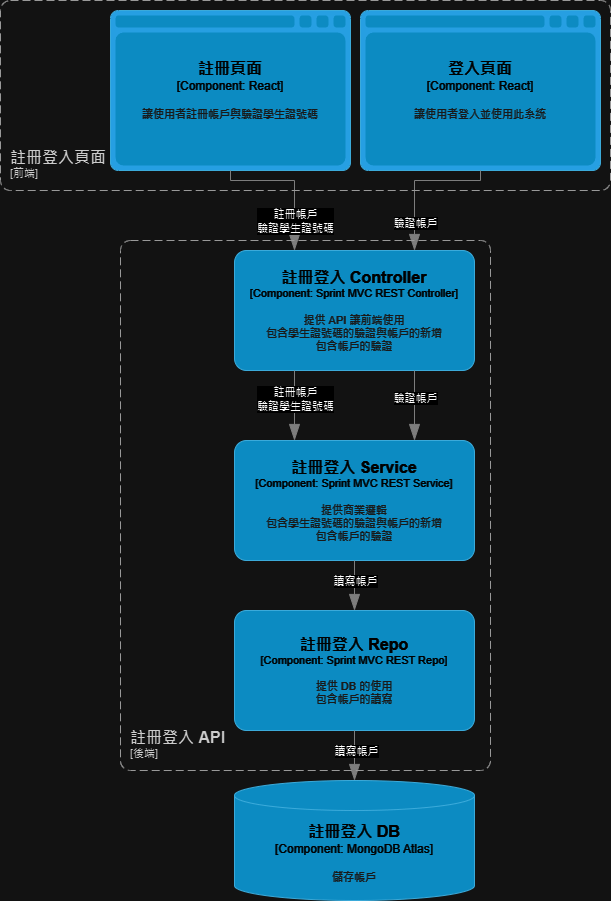 註冊頁面
[Component: React]
讓使用者註冊帳戶與驗證學生證號碼
登入頁面
[Component: React]
讓使用者登入並使用此系統
註冊登入頁面
[前端]
註冊帳戶
驗證學生證號碼
驗證帳戶
註冊登入 Controller
[Component: Sprint MVC REST Controller]
提供 API 讓前端使用
包含學生證號碼的驗證與帳戶的新增
包含帳戶的驗證
註冊帳戶
驗證學生證號碼
驗證帳戶
註冊登入 Service
[Component: Sprint MVC REST Service]
提供商業邏輯
包含學生證號碼的驗證與帳戶的新增
包含帳戶的驗證
讀寫帳戶
註冊登入 Repo
[Component: Sprint MVC REST Repo]
提供 DB 的使用
包含帳戶的讀寫
註冊登入 API
[後端]
讀寫帳戶
註冊登入 DB
[Component: MongoDB Atlas]
儲存帳戶